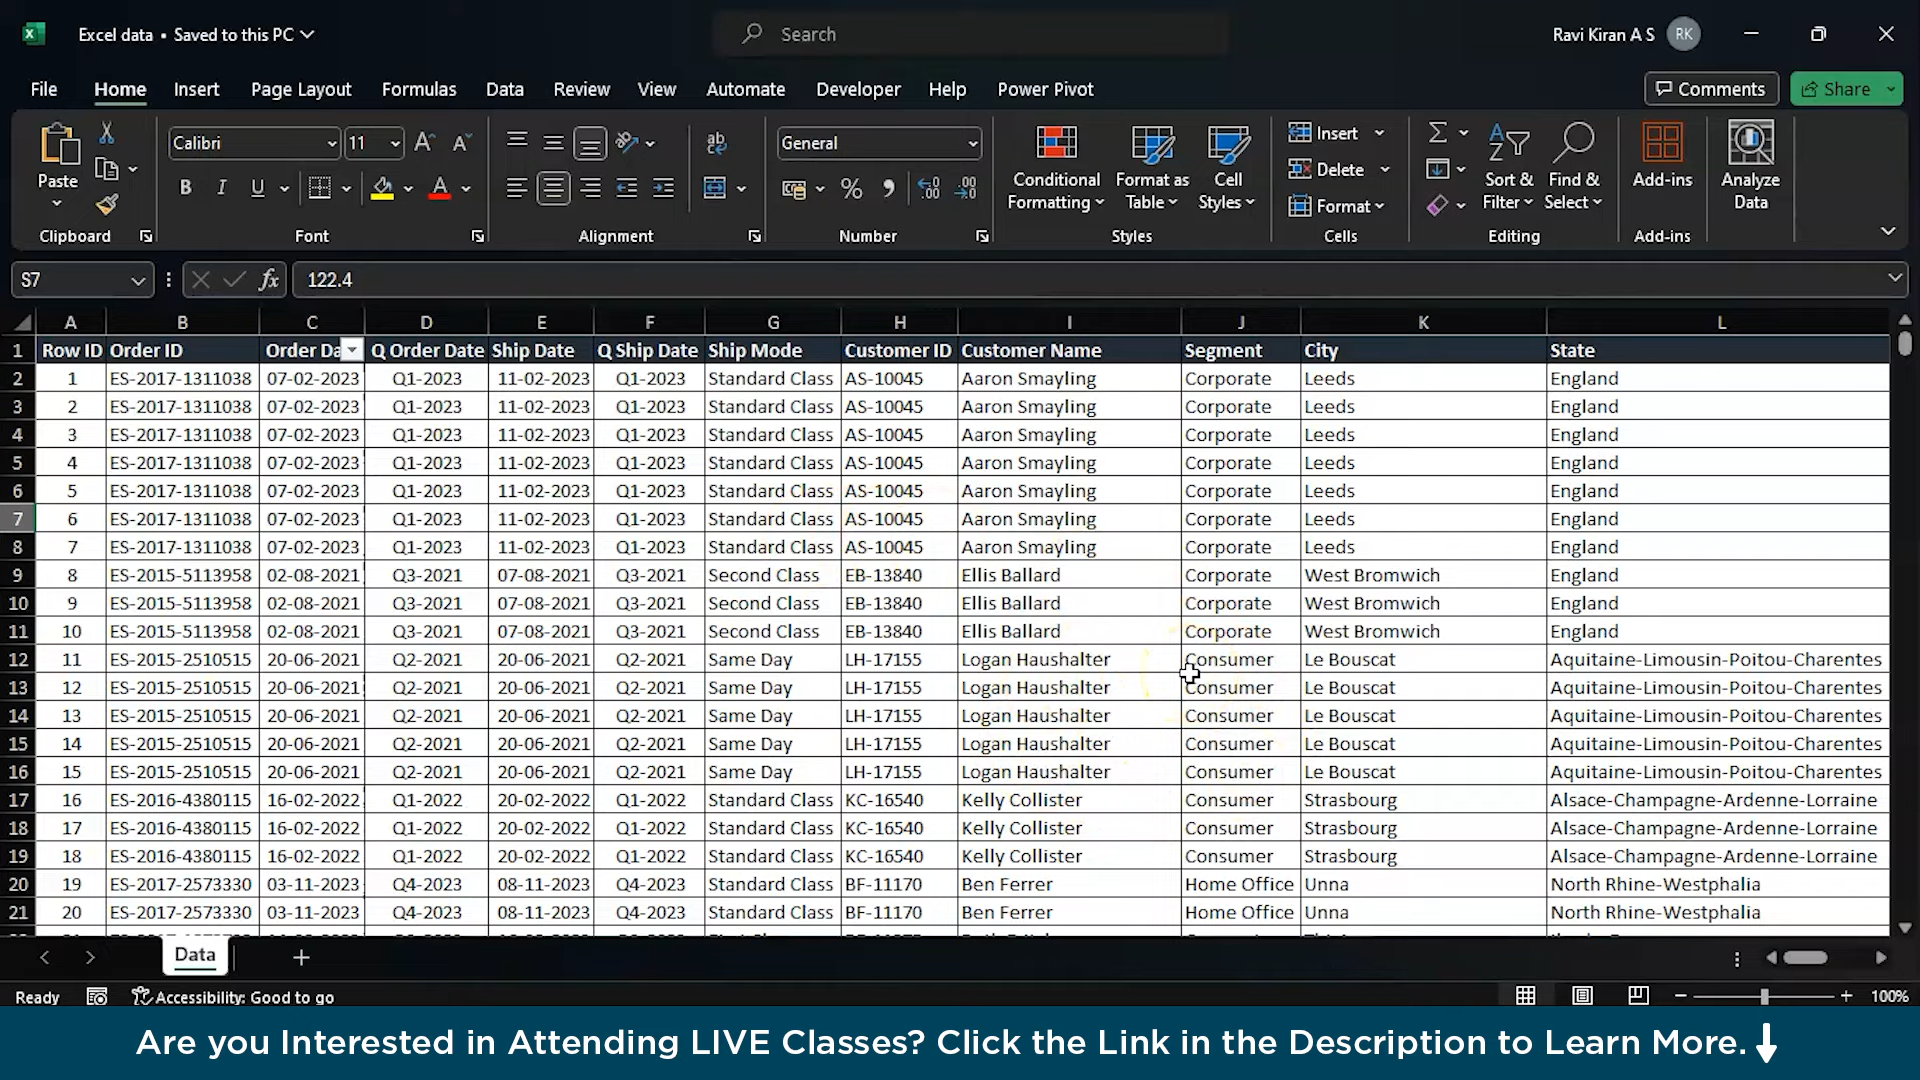 Excel data • Saved to this PC
Search
Ravi Kiran A S RK
File Home Insert Page Layout Formulas Data Review View Automate Developer Help Power Pivot
Comments Share
Paste
Clipboard
Calibri 11
B I U
Font
Alignment
General
Number
Conditional Formatting
Format as Table
Cell Styles
Styles
Insert
Delete
Format
Cells
Sort & Filter
Find & Select
Editing
Add-ins
Add-ins
Analyze Data
S7 fx 122.4
A B C D E F G H I J K L
1 Row ID Order ID Order Da Q Order Date Ship Date Q Ship Date Ship Mode Customer ID Customer Name Segment City State
2 1 ES-2017-1311038 07-02-2023 Q1-2023 11-02-2023 Q1-2023 Standard Class AS-10045 Aaron Smayling Corporate Leeds England
3 2 ES-2017-1311038 07-02-2023 Q1-2023 11-02-2023 Q1-2023 Standard Class AS-10045 Aaron Smayling Corporate Leeds England
4 3 ES-2017-1311038 07-02-2023 Q1-2023 11-02-2023 Q1-2023 Standard Class AS-10045 Aaron Smayling Corporate Leeds England
5 4 ES-2017-1311038 07-02-2023 Q1-2023 11-02-2023 Q1-2023 Standard Class AS-10045 Aaron Smayling Corporate Leeds England
6 5 ES-2017-1311038 07-02-2023 Q1-2023 11-02-2023 Q1-2023 Standard Class AS-10045 Aaron Smayling Corporate Leeds England
7 6 ES-2017-1311038 07-02-2023 Q1-2023 11-02-2023 Q1-2023 Standard Class AS-10045 Aaron Smayling Corporate Leeds England
8 7 ES-2017-1311038 07-02-2023 Q1-2023 11-02-2023 Q1-2023 Standard Class AS-10045 Aaron Smayling Corporate Leeds England
9 8 ES-2015-5113958 02-08-2021 Q3-2021 07-08-2021 Q3-2021 Second Class EB-13840 Ellis Ballard Corporate West Bromwich England
10 9 ES-2015-5113958 02-08-2021 Q3-2021 07-08-2021 Q3-2021 Second Class EB-13840 Ellis Ballard Corporate West Bromwich England
11 10 ES-2015-5113958 02-08-2021 Q3-2021 07-08-2021 Q3-2021 Second Class EB-13840 Ellis Ballard Corporate West Bromwich England
12 11 ES-2015-2510515 20-06-2021 Q2-2021 20-06-2021 Q2-2021 Same Day LH-17155 Logan Haushalter Consumer Le Bouscat Aquitaine-Limousin-Poitou-Charentes
13 12 ES-2015-2510515 20-06-2021 Q2-2021 20-06-2021 Q2-2021 Same Day LH-17155 Logan Haushalter Consumer Le Bouscat Aquitaine-Limousin-Poitou-Charentes
14 13 ES-2015-2510515 20-06-2021 Q2-2021 20-06-2021 Q2-2021 Same Day LH-17155 Logan Haushalter Consumer Le Bouscat Aquitaine-Limousin-Poitou-Charentes
15 14 ES-2015-2510515 20-06-2021 Q2-2021 20-06-2021 Q2-2021 Same Day LH-17155 Logan Haushalter Consumer Le Bouscat Aquitaine-Limousin-Poitou-Charentes
16 15 ES-2015-2510515 20-06-2021 Q2-2021 20-06-2021 Q2-2021 Same Day LH-17155 Logan Haushalter Consumer Le Bouscat Aquitaine-Limousin-Poitou-Charentes
17 16 ES-2016-4380115 16-02-2022 Q1-2022 20-02-2022 Q1-2022 Standard Class KC-16540 Kelly Collister Consumer Strasbourg Alsace-Champagne-Ardenne-Lorraine
18 17 ES-2016-4380115 16-02-2022 Q1-2022 20-02-2022 Q1-2022 Standard Class KC-16540 Kelly Collister Consumer Strasbourg Alsace-Champagne-Ardenne-Lorraine
19 18 ES-2016-4380115 16-02-2022 Q1-2022 20-02-2022 Q1-2022 Standard Class KC-16540 Kelly Collister Consumer Strasbourg Alsace-Champagne-Ardenne-Lorraine
20 19 ES-2017-2573330 03-11-2023 Q4-2023 08-11-2023 Q4-2023 Standard Class BF-11170 Ben Ferrer Home Office Unna North Rhine-Westphalia
21 20 ES-2017-2573330 03-11-2023 Q4-2023 08-11-2023 Q4-2023 Standard Class BF-11170 Ben Ferrer Home Office Unna North Rhine-Westphalia
Data
Ready Accessibility: Good to go 100%
Are you Interested in Attending LIVE Classes? Click the Link in the Description to Learn More.